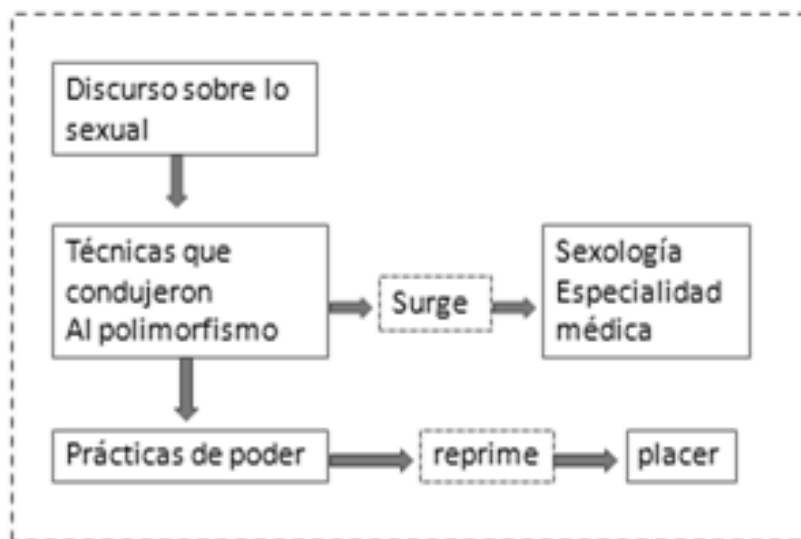 Discurso sobre lo
sexual
Técnicas que
condujeron
Al polimorfismo
Surge
Sexología
Especialidad
médica
Prácticas de poder
reprime
placer